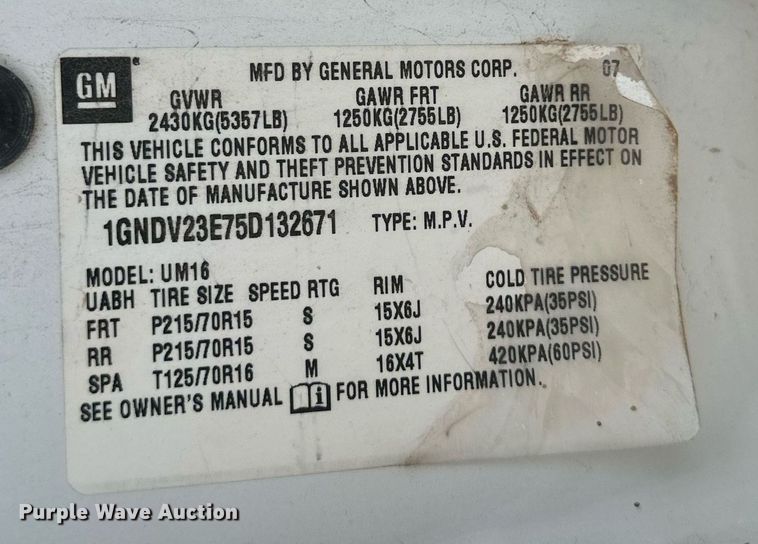 GM
MFD BY GENERAL MOTORS CORP. 07
GVWR GAWR FRT GAWR RR
2430KG(5357LB) 1250KG(2755LB) 1250KG(2755LB)
THIS VEHICLE CONFORMS TO ALL APPLICABLE U.S. FEDERAL MOTOR
VEHICLE SAFETY AND THEFT PREVENTION STANDARDS IN EFFECT ON
THE DATE OF MANUFACTURE SHOWN ABOVE.
1GNDV23E75D132671 TYPE: M.P.V.
MODEL: UM16
UABH TIRE SIZE SPEED RTG RIM COLD TIRE PRESSURE
FRT P215/70R15 S 15X6J 240KPA(35PSI)
RR P215/70R15 S 15X6J 240KPA(35PSI)
SPA T125/70R16 M 16X4T 420KPA(60PSI)
SEE OWNER'S MANUAL i FOR MORE INFORMATION.
Purple Wave Auction